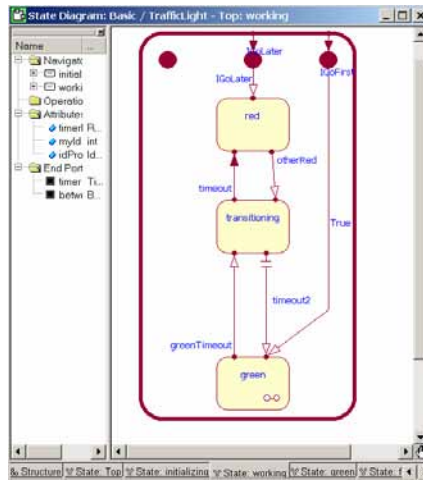 State Diagram: Basic / TrafficLight - Top: working
Name
...
Navigato
initial
worki
Operatio
Attributes
timerI R...
myId int
idPro Id...
End Port
timer Ti...
betw B...
IGoLater
IGoFirst
IGoLater
red
otherRed
timeout
True
transitioning
timeout2
greenTimeout
green
Structure
State: Top
State: initializing
State: working
State: green
State: f